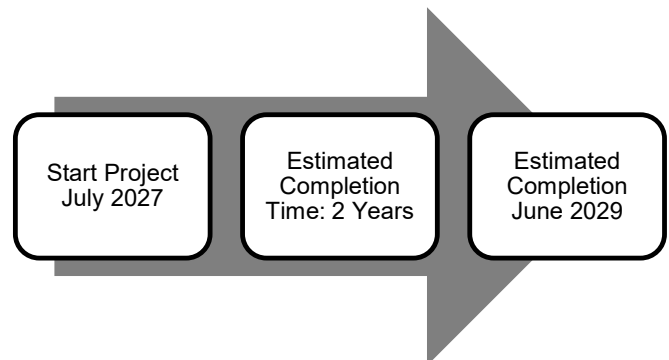 Start Project
July 2027
Estimated
Completion
Time: 2 Years
Estimated
Completion
June 2029